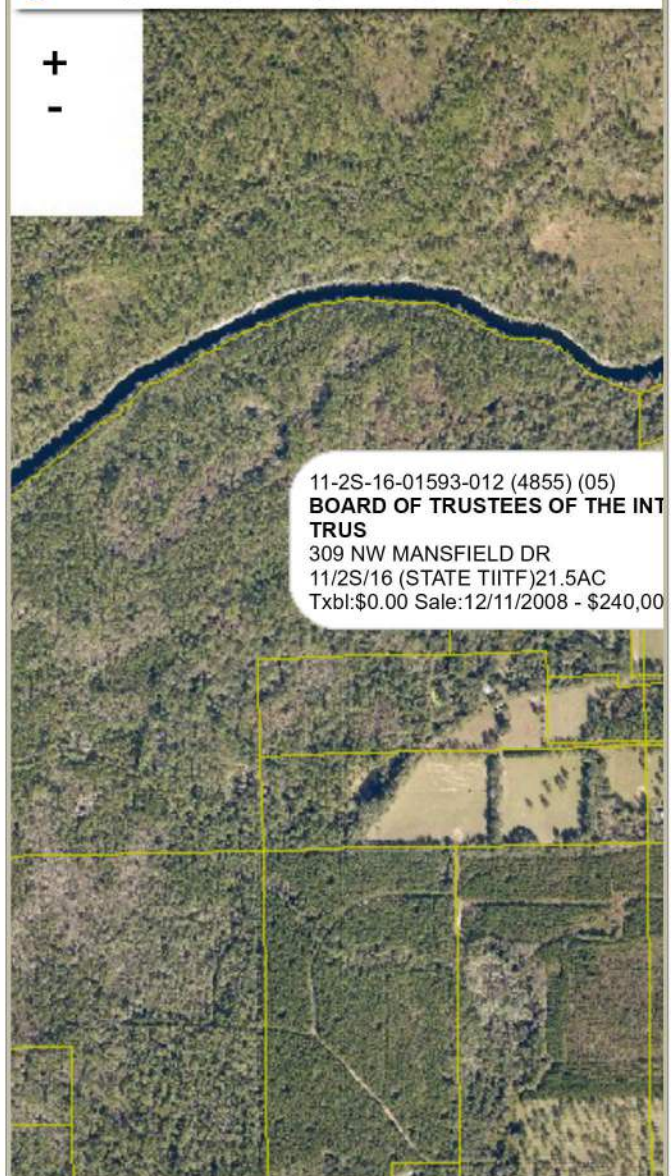 +
-
11-2S-16-01593-012 (4855) (05)
BOARD OF TRUSTEES OF THE INT
TRUS
309 NW MANSFIELD DR
11/2S/16 (STATE TIITF)21.5AC
Txbl:$0.00 Sale:12/11/2008 - $240,00